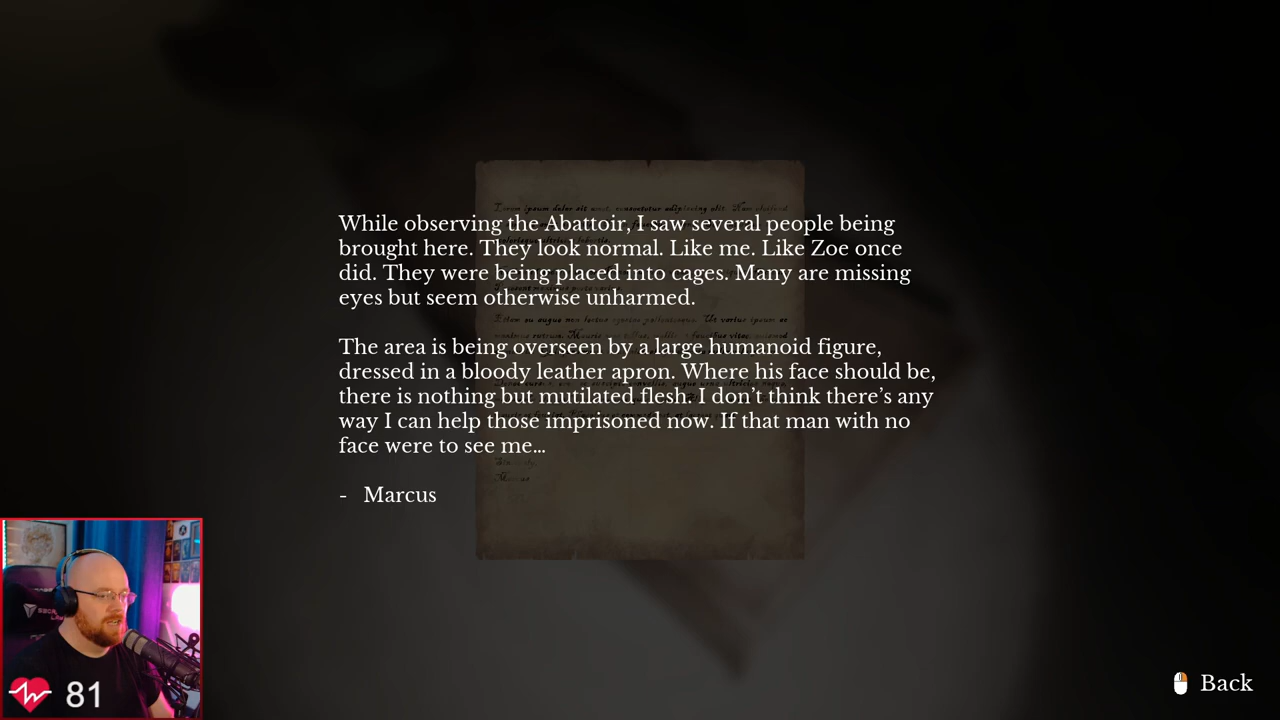 While observing the Abattoir, I saw several people being
brought here. They look normal. Like me. Like Zoe once
did. They were being placed into cages. Many are missing
eyes but seem otherwise unharmed.
The area is being overseen by a large humanoid figure,
dressed in a bloody leather apron. Where his face should be,
there is nothing but mutilated flesh. I don’t think there’s any
way I can help those imprisoned now. If that man with no
face were to see me…
- Marcus
81
Back